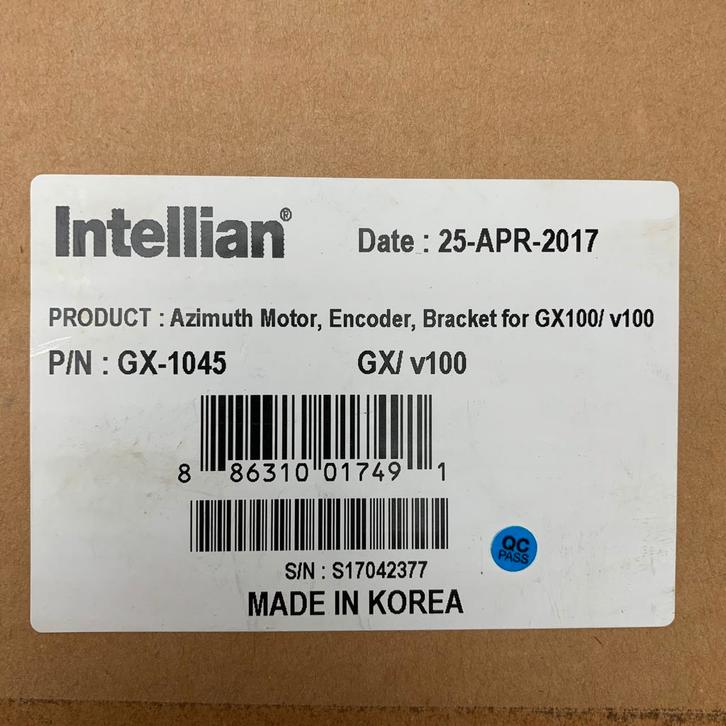 Intellian®
Date : 25-APR-2017
PRODUCT : Azimuth Motor, Encoder, Bracket for GX100/ v100
P/N : GX-1045 GX/ v100
8 86310 01749 1
S/N : S17042377
QC
PASS
MADE IN KOREA